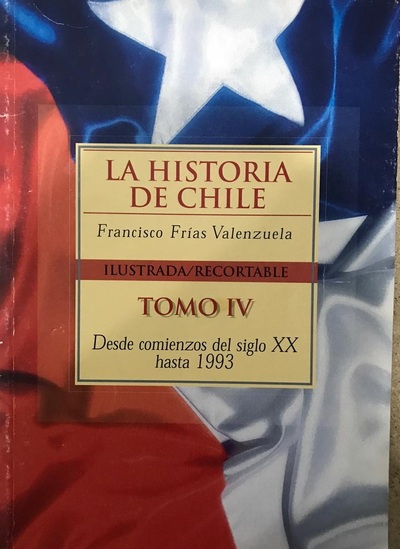 LA HISTORIA
DE CHILE
Francisco Frías Valenzuela
ILUSTRADA/RECORTABLE
TOMO IV
Desde comienzos del siglo XX
hasta 1993